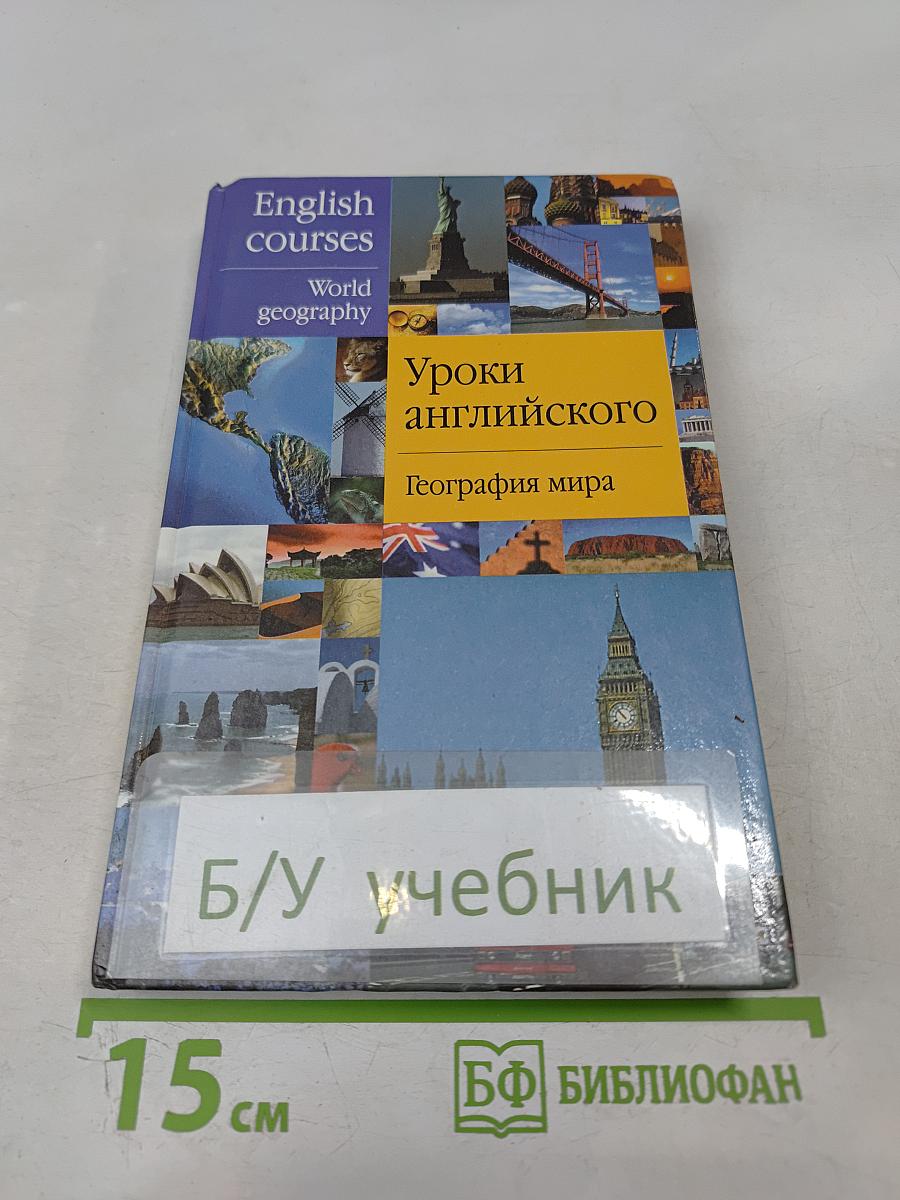 English
courses
World
geography
Уроки
английского
География мира
Б/У учебник
15 см
БФ БИБЛИОФАН